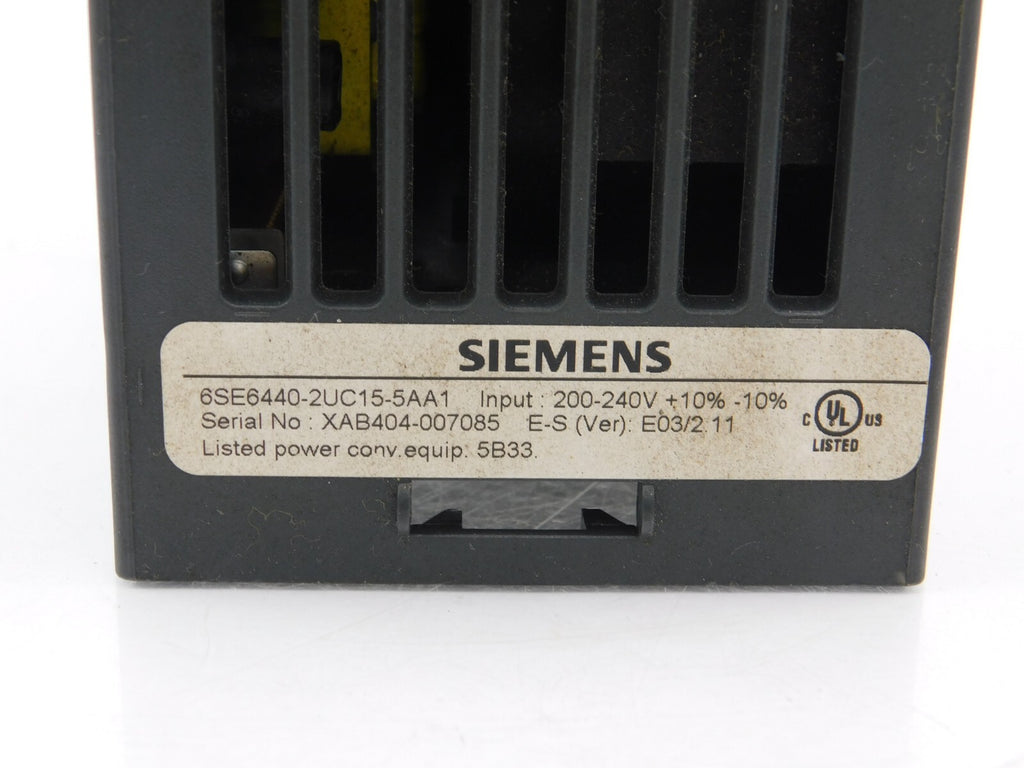 SIEMENS
6SE6440-2UC15-5AA1 Input : 200-240V +10% -10%
Serial No : XAB404-007085 E-S (Ver): E03/2.11
Listed power conv.equip: 5B33.
C UL US
LISTED